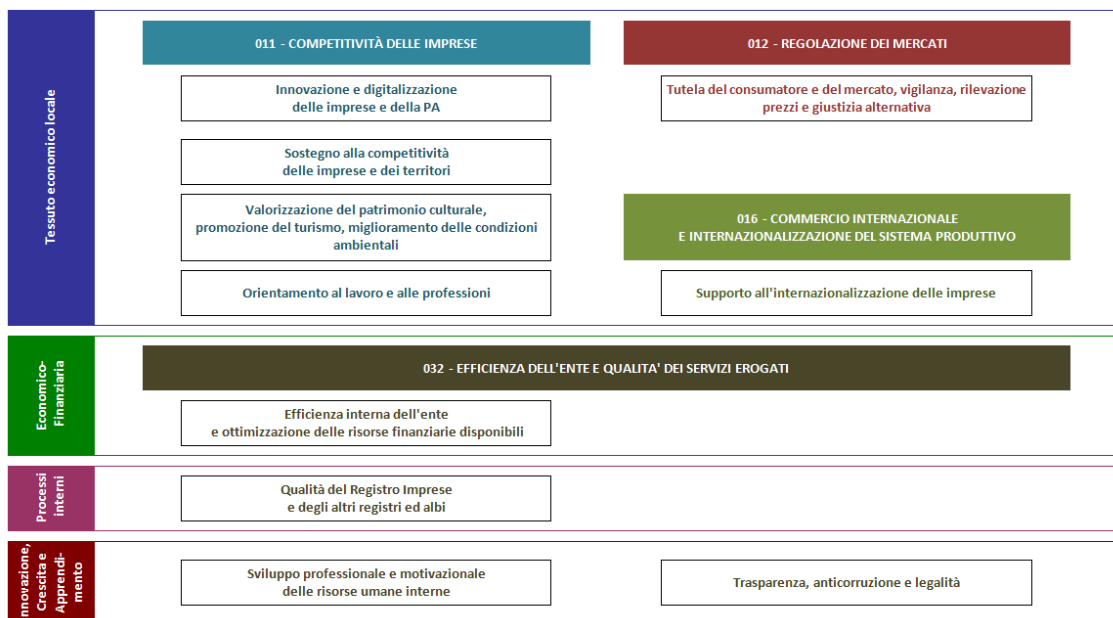 Tessuto economico locale
011 - COMPETITIVITÀ DELLE IMPRESE
012 - REGOLAZIONE DEI MERCATI
Innovazione e digitalizzazione
delle imprese e della PA
Tutela del consumatore e del mercato, vigilanza, rilevazione
prezzi e giustizia alternativa
Sostegno alla competitività
delle imprese e dei territori
Valorizzazione del patrimonio culturale,
promozione del turismo, miglioramento delle condizioni
ambientali
016 - COMMERCIO INTERNAZIONALE
E INTERNAZIONALIZZAZIONE DEL SISTEMA PRODUTTIVO
Orientamento al lavoro e alle professioni
Supporto all'internazionalizzazione delle imprese
Economico-
Finanziaria
032 - EFFICIENZA DELL'ENTE E QUALITA' DEI SERVIZI EROGATI
Efficienza interna dell'ente
e ottimizzazione delle risorse finanziarie disponibili
Processi
interni
Qualità del Registro Imprese
e degli altri registri ed albi
nnovazione,
Crescita e
Apprendi-
mento
Sviluppo professionale e motivazionale
delle risorse umane interne
Trasparenza, anticorruzione e legalità